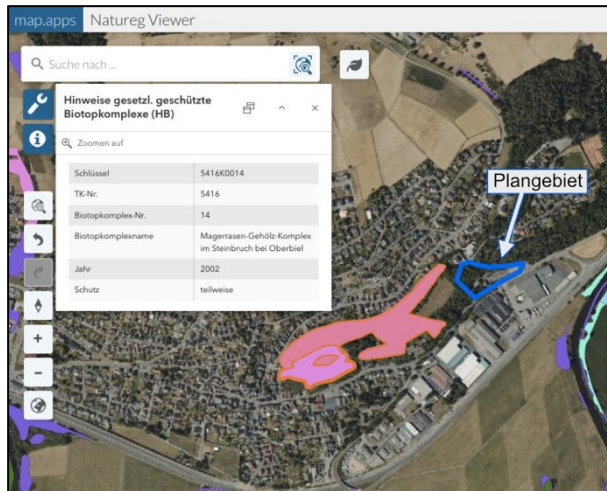 map.apps Natureg Viewer
Suche nach ...
Hinweise gesetzl. geschützte
Biotopkomplexe (HB)
Zoomen auf
Schlüssel 5416K0014
TK-Nr. 5416
Biotopkomplex-Nr. 14
Biotopkomplexname Magerrasen-Gehölz-Komplex
im Steinbruch bei Oberbiel
Jahr 2002
Schutz teilweise
Plangebiet